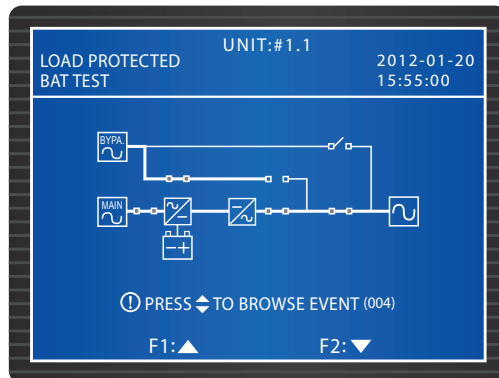 UNIT:#1.1
LOAD PROTECTED
2012-01-20
BAT TEST
15:55:00
BYPA.
MAIN
PRESS TO BROWSE EVENT (004)
F1:
F2: